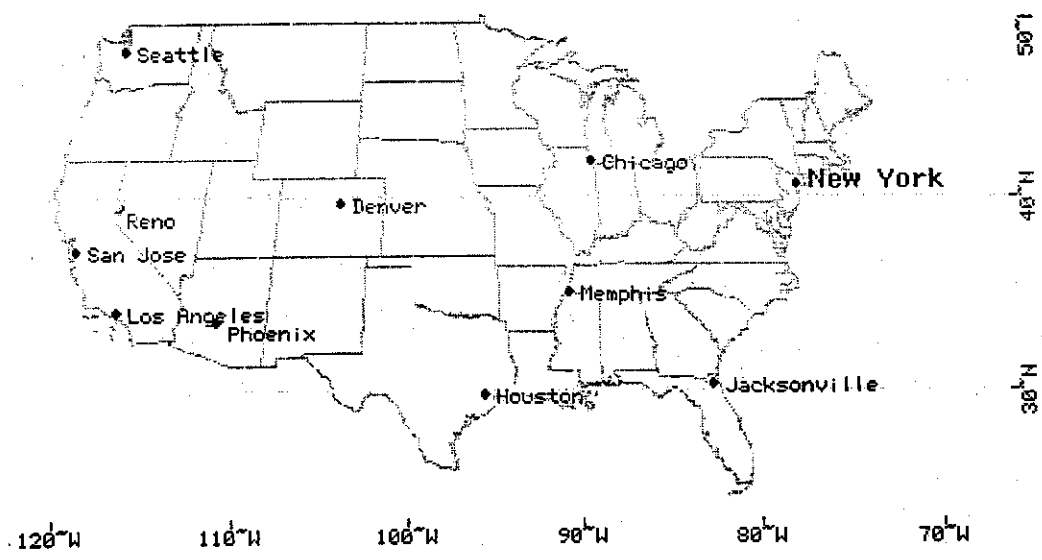 50~N
Seattle
Chicago
New York
40~N
Denver
Reno
San Jose
Memphis
Los Angeles
Phoenix
Jacksonville
30~N
Houston
120~W 110~W 100~W 90~W 80~W 70~W